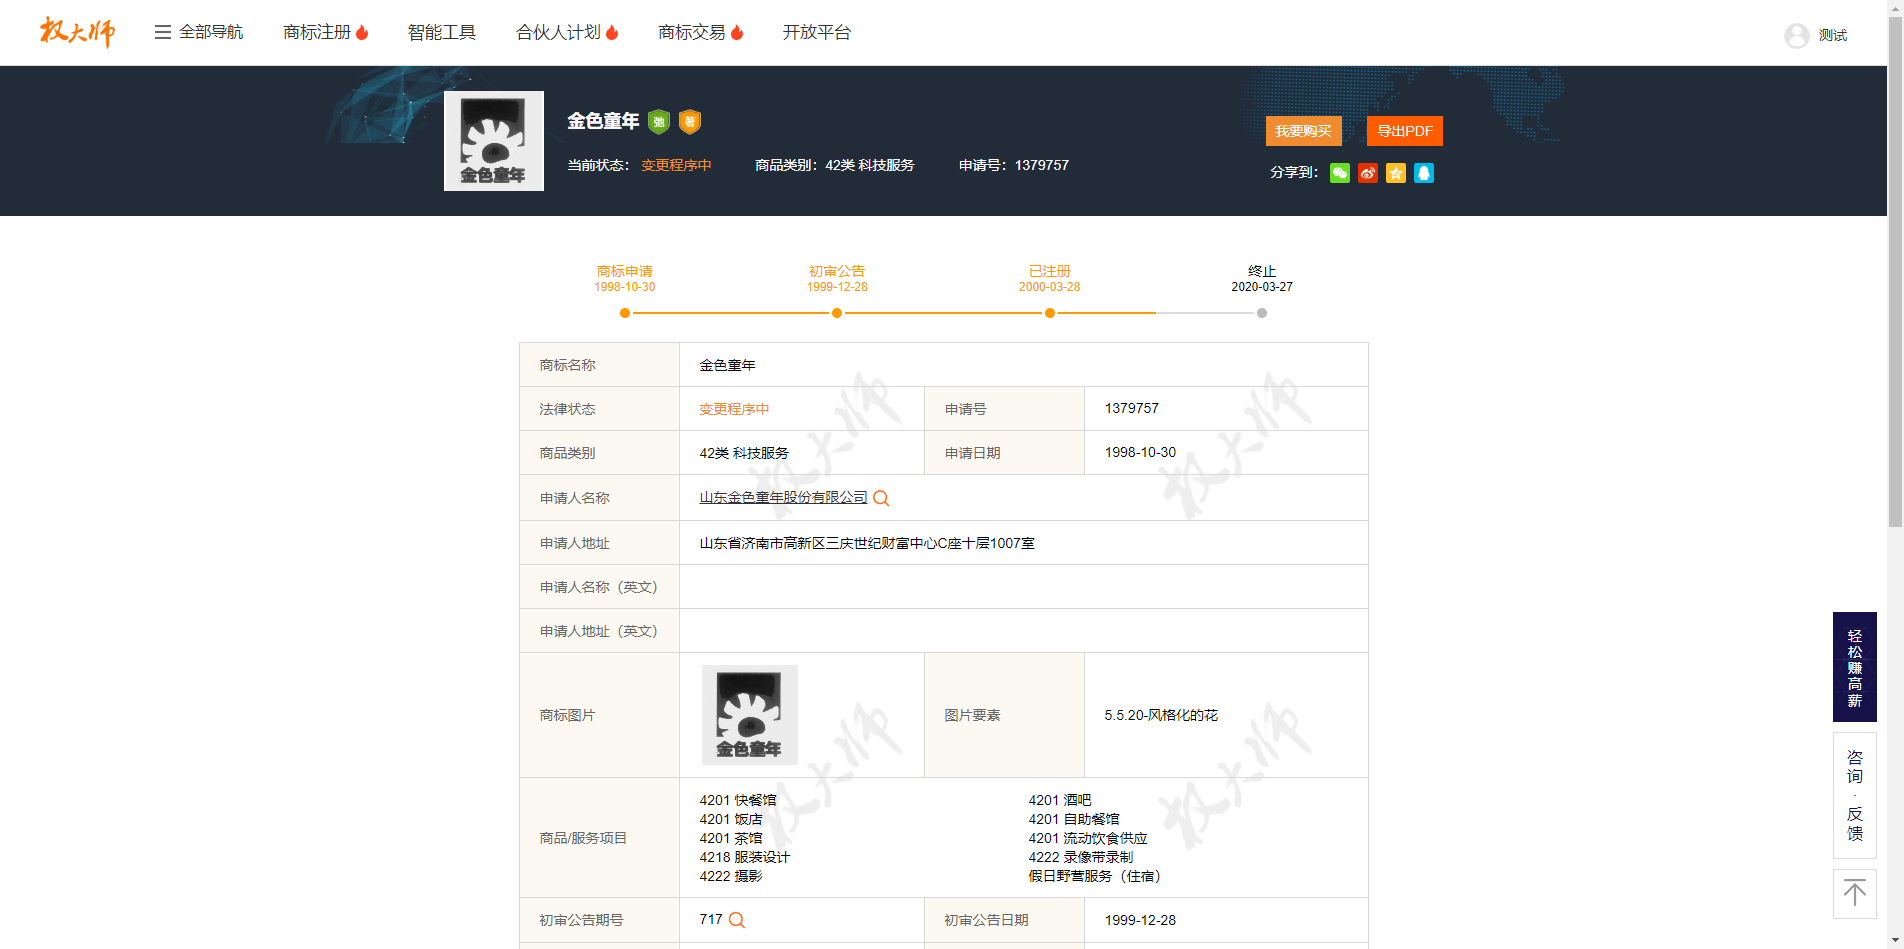 权大师 全部导航 商标注册 智能工具 合伙人计划 商标交易 开放平台 测试
金色童年
金色童年 弛 著
当前状态： 变更程序中 商品类别：42类 科技服务 申请号：1379757
我要购买 导出PDF
分享到：
商标申请 初审公告 已注册 终止
1998-10-30 1999-12-28 2000-03-28 2020-03-27
商标名称 金色童年
法律状态 变更程序中 申请号 1379757
商品类别 42类 科技服务 申请日期 1998-10-30
申请人名称 山东金色童年股份有限公司
申请人地址 山东省济南市高新区三庆世纪财富中心C座十层1007室
申请人名称（英文）
申请人地址（英文）
商标图片 金色童年 图片要素 5.5.20-风格化的花
商品/服务项目
4201 快餐馆 4201 酒吧
4201 饭店 4201 自助餐馆
4201 茶馆 4201 流动饮食供应
4218 服装设计 4222 录像带录制
4222 摄影 假日野营服务（住宿）
初审公告期号 717 初审公告日期 1999-12-28
权大师
权大师
权大师
权大师
轻松赚高薪
咨询·反馈